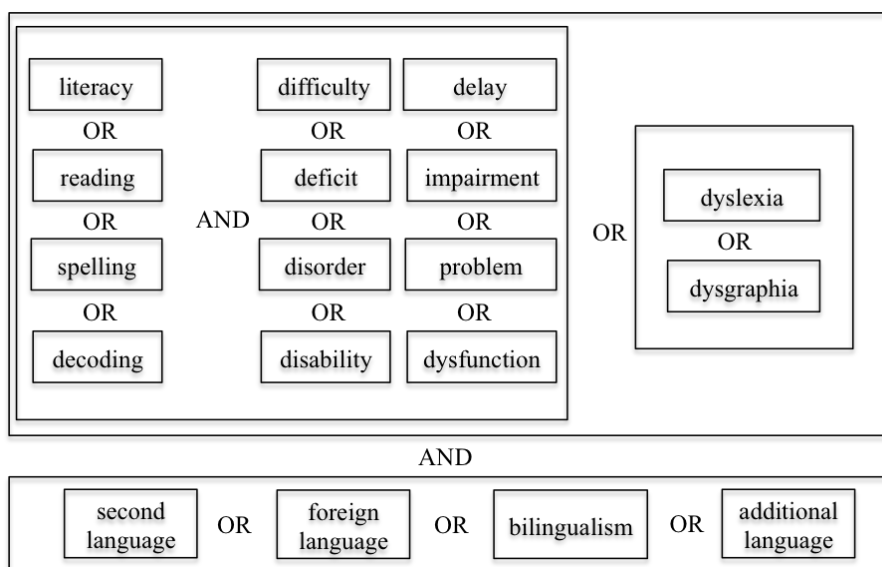 literacy difficulty delay
OR OR OR
reading deficit impairment
dyslexia
OR AND OR OR OR OR
spelling disorder problem
dysgraphia
OR OR OR
decoding disability dysfunction
AND
second language OR foreign language OR bilingualism OR additional language